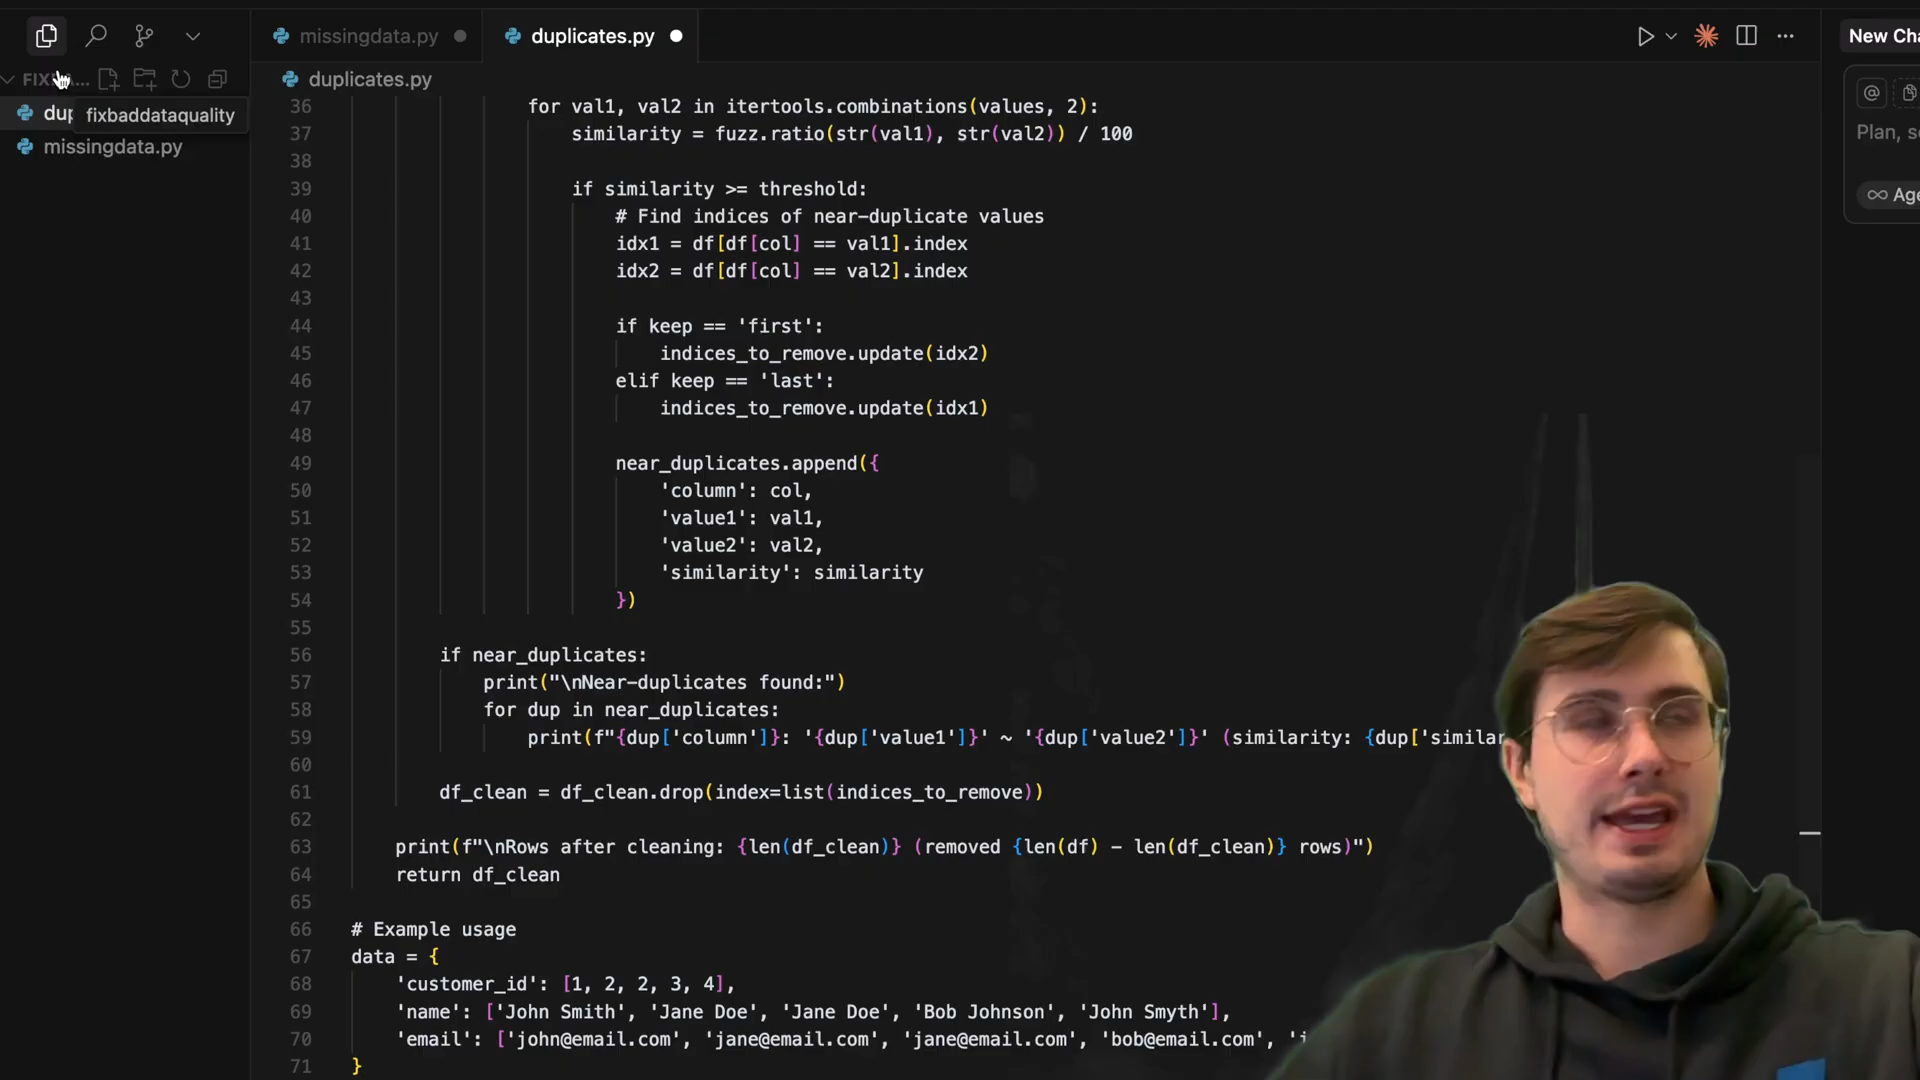 missingdata.py
duplicates.py
New Cha
FIX
fixbaddataquality
dup
missingdata.py
duplicates.py
Plan, s
Age
36 for val1, val2 in itertools.combinations(values, 2):
37 similarity = fuzz.ratio(str(val1), str(val2)) / 100
38
39 if similarity >= threshold:
40 # Find indices of near-duplicate values
41 idx1 = df[df[col] == val1].index
42 idx2 = df[df[col] == val2].index
43
44 if keep == 'first':
45 indices_to_remove.update(idx2)
46 elif keep == 'last':
47 indices_to_remove.update(idx1)
48
49 near_duplicates.append({
50 'column': col,
51 'value1': val1,
52 'value2': val2,
53 'similarity': similarity
54 })
55
56 if near_duplicates:
57 print("\nNear-duplicates found:")
58 for dup in near_duplicates:
59 print(f"{dup['column']}: '{dup['value1']}' ~ '{dup['value2']}' (similarity: {dup['similar
60
61 df_clean = df_clean.drop(index=list(indices_to_remove))
62
63 print(f"\nRows after cleaning: {len(df_clean)} (removed {len(df) - len(df_clean)} rows)")
64 return df_clean
65
66 # Example usage
67 data = {
68 'customer_id': [1, 2, 2, 3, 4],
69 'name': ['John Smith', 'Jane Doe', 'Jane Doe', 'Bob Johnson', 'John Smyth'],
70 'email': ['john@email.com', 'jane@email.com', 'jane@email.com', 'bob@email.com', 'j
71 }